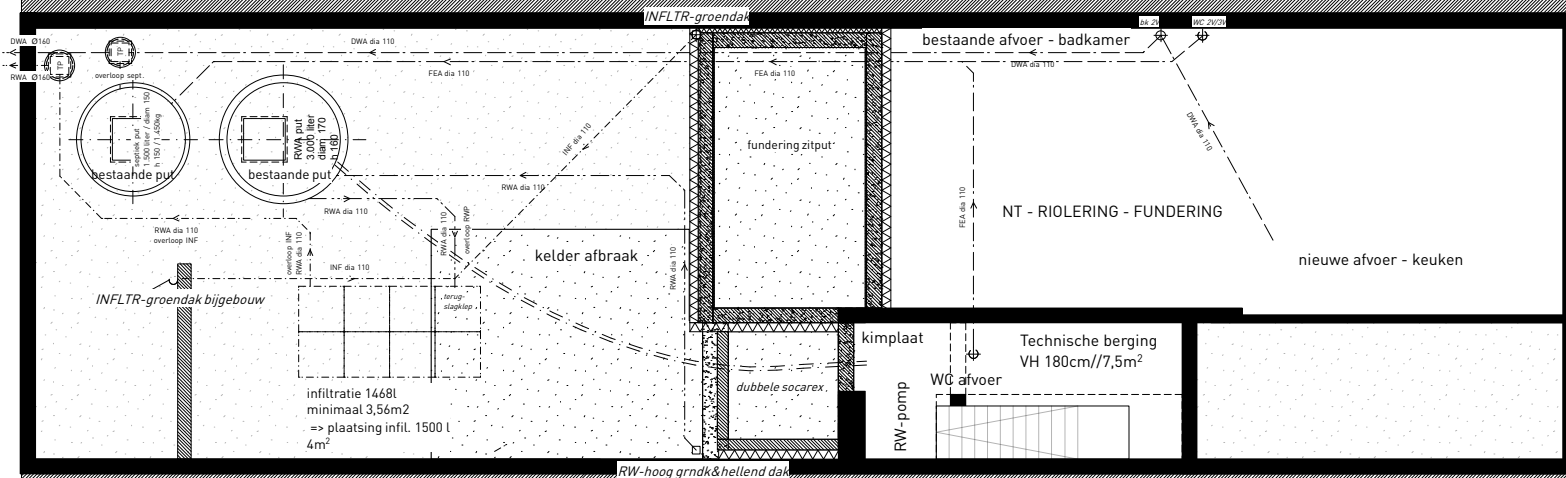 INFLTR-groendak
bk 2V
WC 2V/3V
DWA Ø160
RWA Ø160
TP
TP
overloop sept.
DWA dia 110
FEA dia 110
FEA dia 110
bestaande afvoer - badkamer
DWA dia 110
septiek put
1.500 liter / diam 150
h 150 / 1.450kg
bestaande put
RWA put
3.000 liter
diam 170
h 160
bestaande put
INF dia 110
fundering zitput
DWA dia 110
RWA dia 110
RWA dia 110
RWA dia 110
overloop INF
overloop INF
RWA dia 110
RWA dia 110
overloop RWP
FEA dia 110
NT - RIOLERING - FUNDERING
kelder afbraak
nieuwe afvoer - keuken
INF dia 110
RWA dia 110
INFLTR-groendak bijgebouw
terug-
slagklep
kimplaat
Technische berging
VH 180cm//7,5m²
WC afvoer
dubbele socarex
RW-pomp
infiltratie 1468l
minimaal 3,56m2
=> plaatsing infil. 1500 l
4m²
RW-hoog grndk&hellend dak